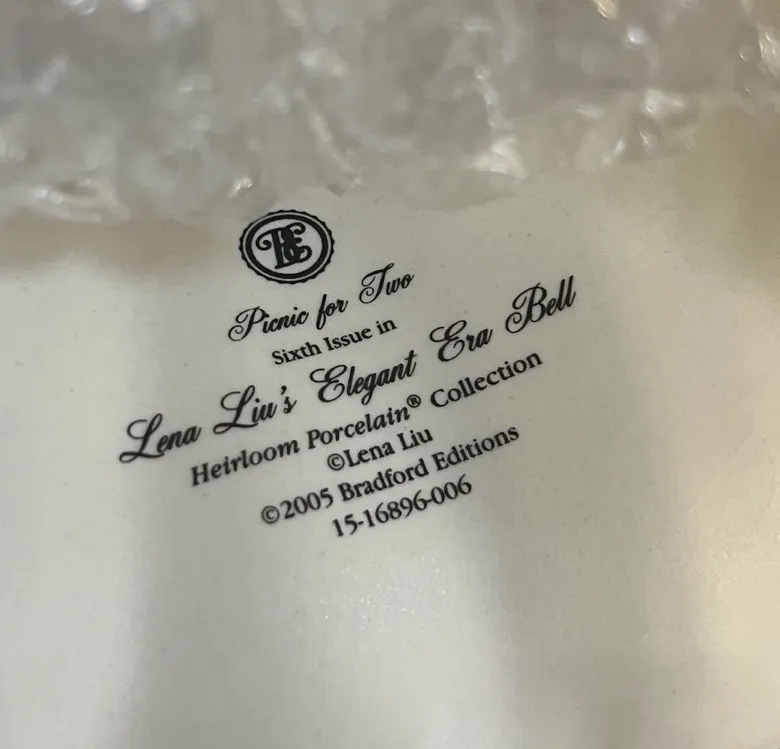 BE
Picnic for Two
Sixth Issue in
Lena Liu's Elegant Era Bell
Heirloom Porcelain® Collection
©Lena Liu
©2005 Bradford Editions
15-16896-006